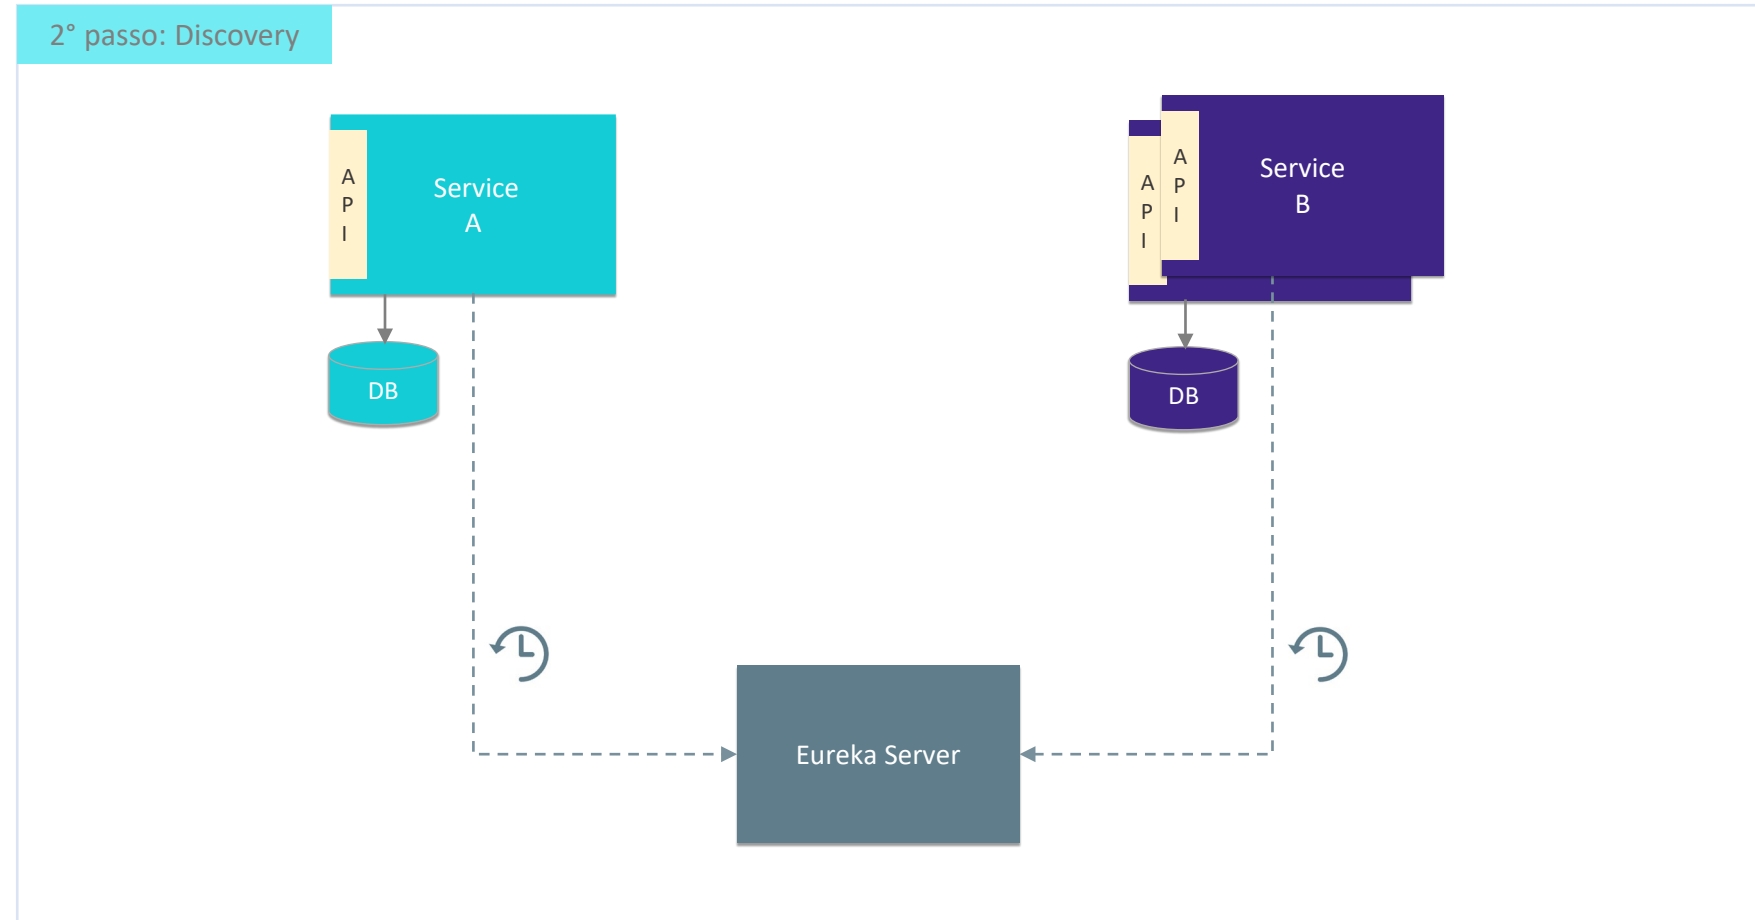 2° passo: Discovery
A
P
I
Service
A
DB
A
P
I
A
P
I
Service
B
DB
Eureka Server